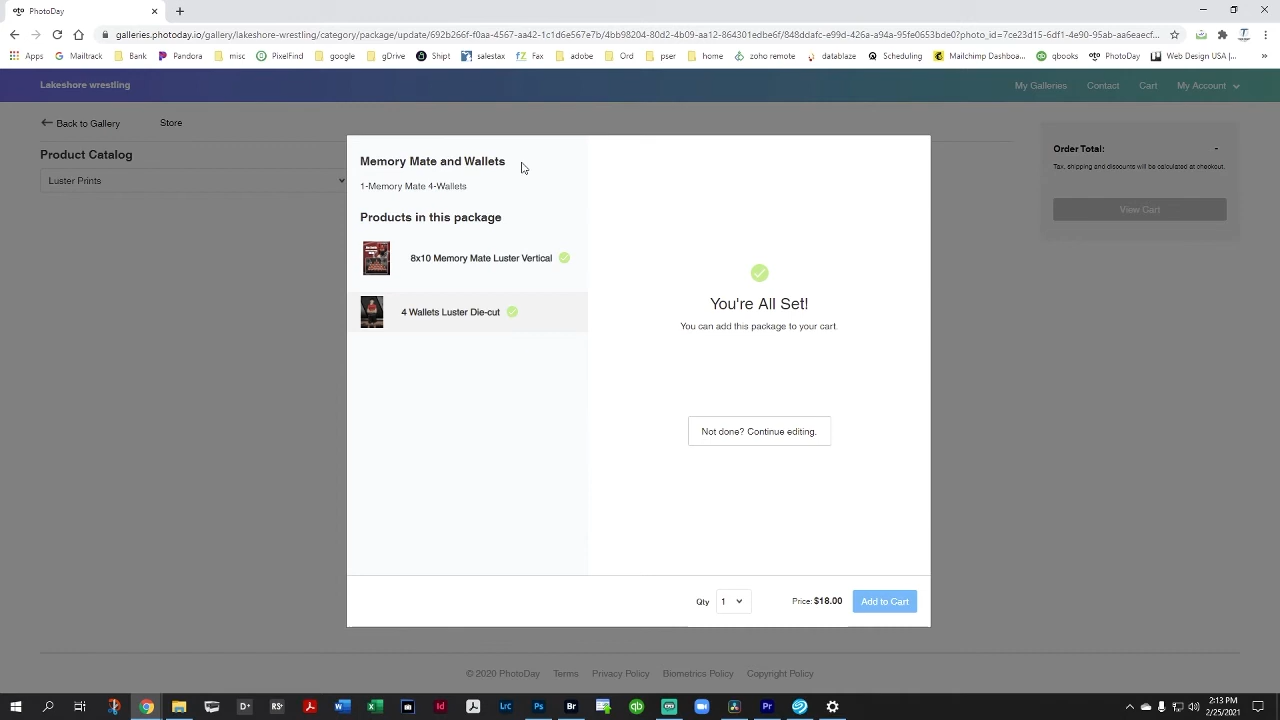 PhotoDay
galleries.photoday.io/gallery/lakeshore-wrestling/category/package/update/692b266f-f0aa-4567-aa42-1c1d6e567e7b/4bb98204-80d2-4b09-aa12-864301ebad6f/848bdafc-e99d-426a-a04a-95fe0653bde0?photo_id=7ce23d15-6df1-4e90-95ab-aa6eaecf...
Apps Mailtrack Bank Pandora misc PixelFind google gDrive Shipt salestax Fax adobe Ord pser home zoho remote datablaze Scheduling Mailchimp Dashboa... qbooks PhotoDay Web Design USA |... »
Lakeshore wrestling
My Galleries Contact Cart My Account
Back to Gallery Store
Product Catalog
Luster Prints
Order Total: -
Tax, shipping and discounts will be calculated at checkout.
View Cart
Memory Mate and Wallets
1-Memory Mate 4-Wallets
Products in this package
8x10 Memory Mate Luster Vertical
4 Wallets Luster Die-cut
You're All Set!
You can add this package to your cart.
Not done? Continue editing.
Qty 1 Price: $18.00 Add to Cart
© 2020 PhotoDay Terms Privacy Policy Biometrics Policy Copyright Policy
2:13 PM
2/25/2021